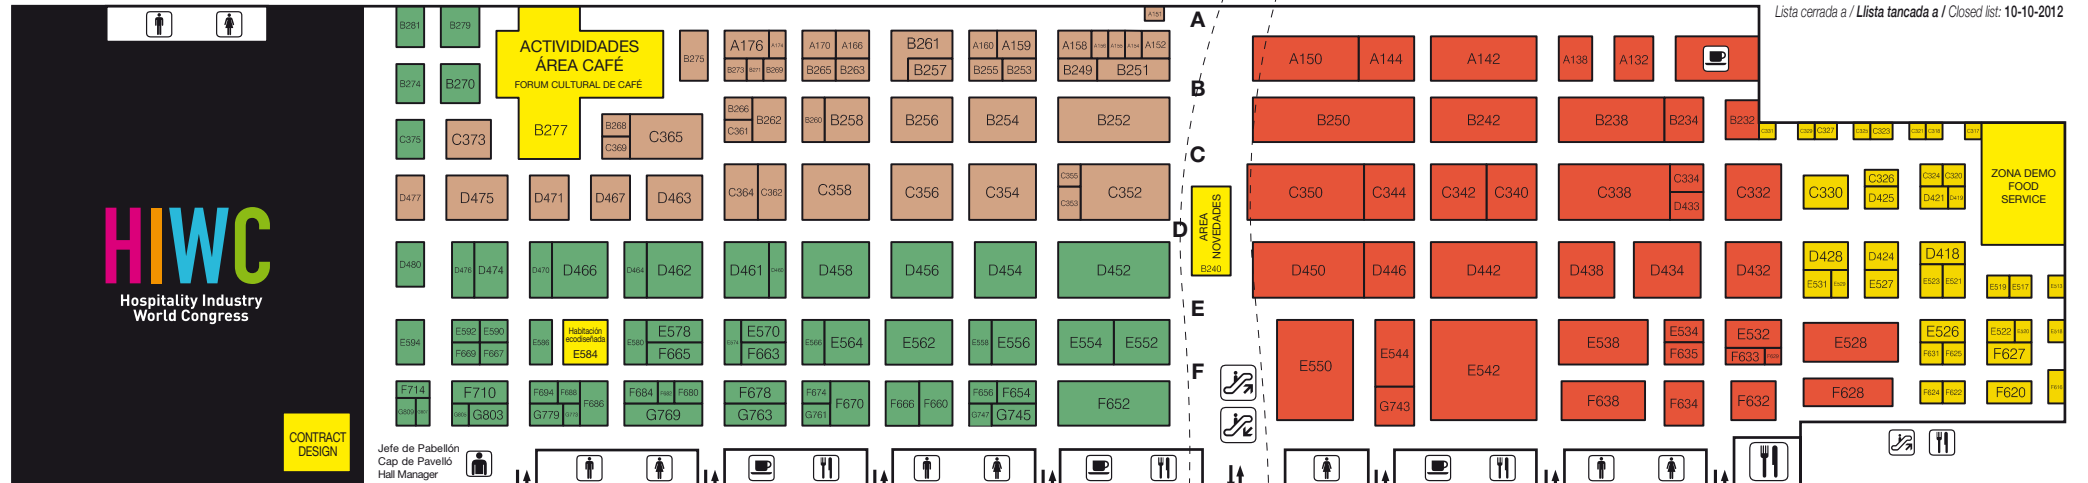 Lista cerrada a / Llista tancada a / Closed list: 10-10-2012
HIWC
Hospitality Industry
World Congress
CONTRACT
DESIGN
Jefe de Pabellón
Cap de Pavelló
Hall Manager
ACTIVIDIDADES
ÁREA CAFÉ
FORUM CULTURAL DE CAFÉ
B277
A
B
C
D
E
F
AREA
NOVEDADES
B240
ZONA DEMO
FOOD
SERVICE
B281 B279 B275 A176 A170 A166 B261 A160 A159 A158 A152 A150 A144 A142 A138 A132
B273 B269 B265 B263 B257 B255 B253 B249 B251
B274 B270
B266 B262 B260 B258 B256 B254 B252 B250 B242 B238 B234 B232
C361
C375 C373 B268 C365
C369
C327 C323
D477 D475 D471 D467 D463 C364 C362 C358 C356 C354 C355 C352 C350 C344 C342 C340 C338 C334 C332 C330 C326 C324 C320
C353 D433 D425 D421
D480 D476 D474 D470 D466 D464 D462 D461 D458 D456 D454 D452 D450 D446 D442 D438 D434 D432 D428 D424 D418
E531 E527 E523 E521 E519 E517
E594 E592 E590 E586
Habitación
ecodiseñada
E584
E580 E578 E570 E566 E564 E562 E558 E556 E554 E552 E550 E544 E542 E538 E534 E532 E528 E526 E522
F669 F667 F665 F663 F635 F633 F631 F625 F627
F714 F710 F694 F688 F686 F684 F680 F678 F674 F670 F666 F660 F656 F654 F652 G743 F638 F634 F632 F628 F624 F622 F620
G809 G803 G779 G769 G763 G761 G747 G745